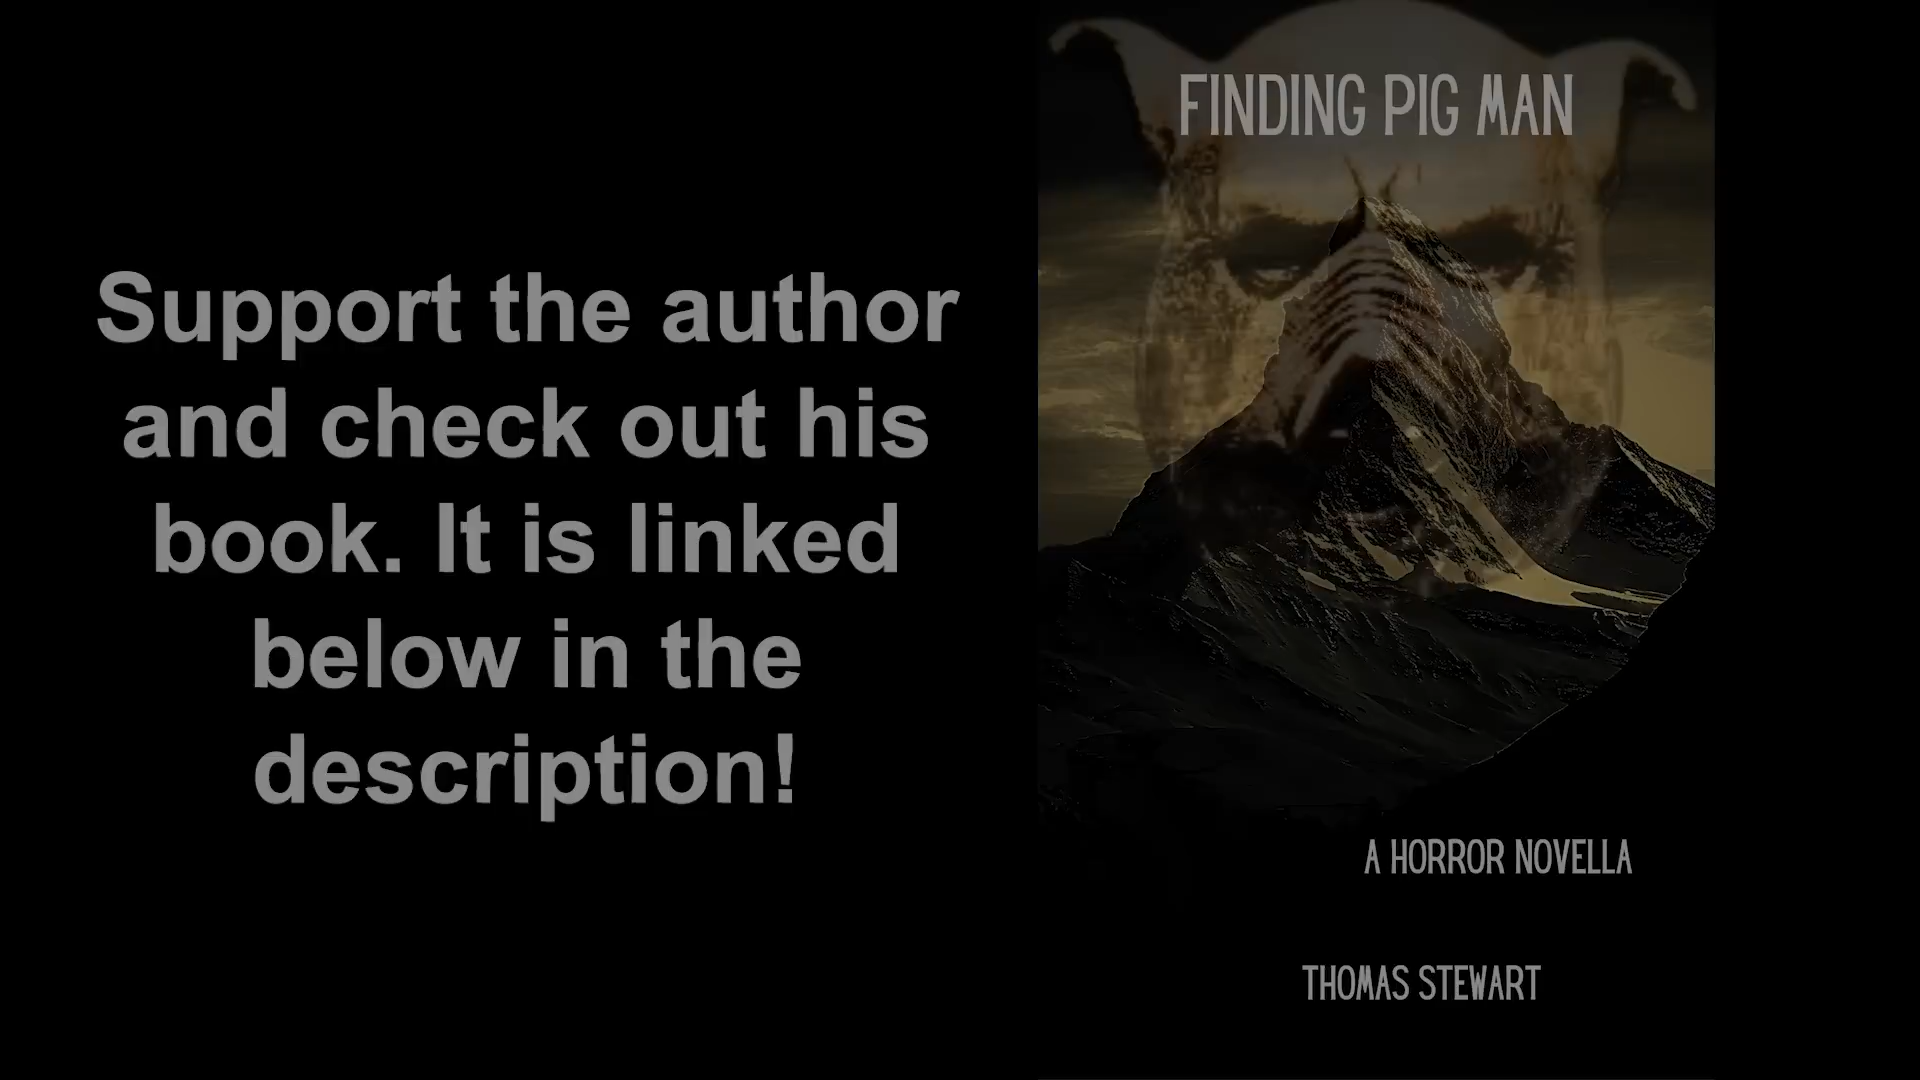 Support the author
and check out his
book. It is linked
below in the
description!
FINDING PIG MAN
A HORROR NOVELLA
THOMAS STEWART